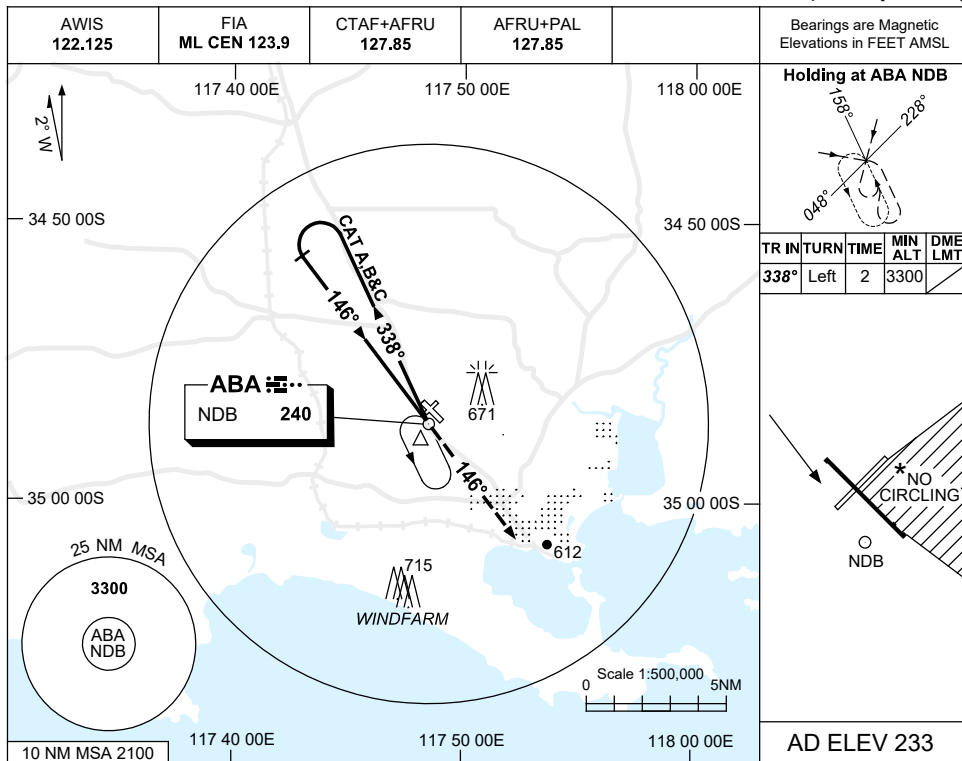 AWIS
122.125
FIA
ML CEN 123.9
CTAF+AFRU
127.85
AFRU+PAL
127.85
Bearings are Magnetic
Elevations in FEET AMSL
117 40 00E
117 50 00E
118 00 00E
2° W
34 50 00S
34 50 00S
CAT A,B&C
146°
338°
ABA
NDB 240
671
146°
35 00 00S
35 00 00S
612
715
WINDFARM
25 NM MSA
3300
ABA
NDB
Scale 1:500,000
0 5NM
10 NM MSA 2100
117 40 00E
117 50 00E
118 00 00E
Holding at ABA NDB
158°
228°
048°
TR IN TURN TIME MIN ALT DME LMT
338° Left 2 3300
*NO
CIRCLING
NDB
AD ELEV 233